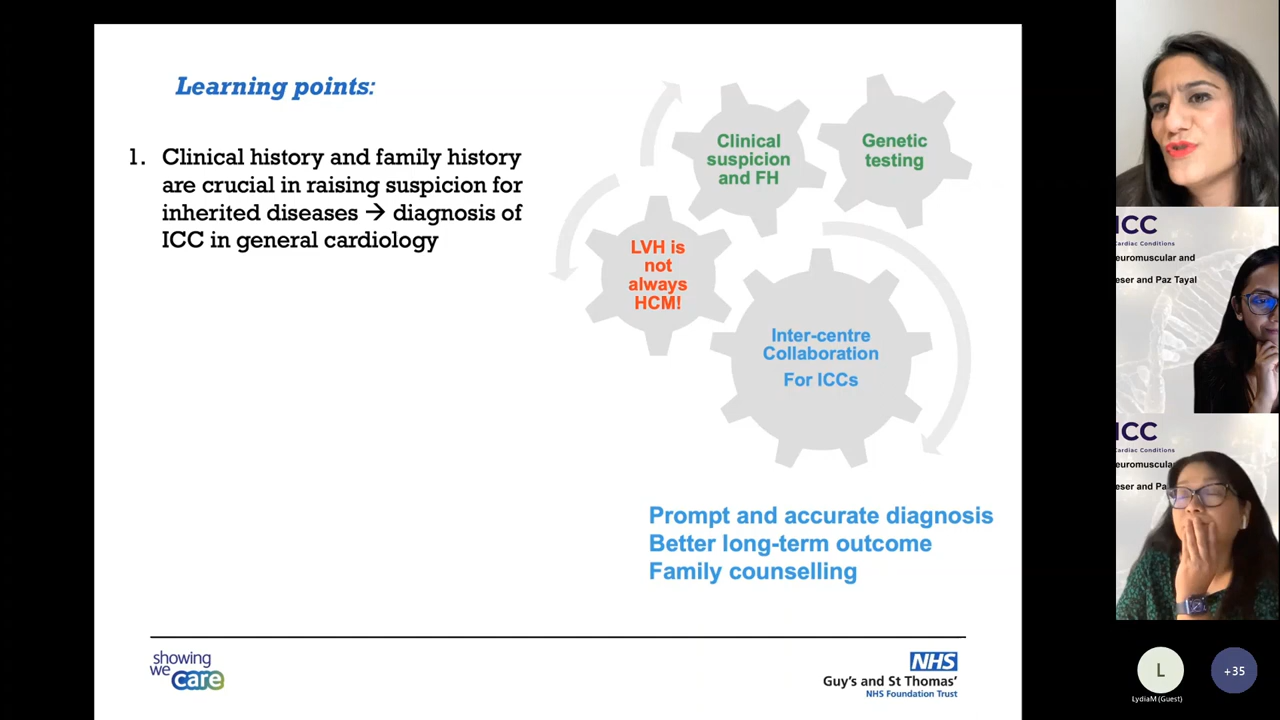 Learning points:
1. Clinical history and family history
are crucial in raising suspicion for
inherited diseases → diagnosis of
ICC in general cardiology
Clinical
suspicion
and FH
Genetic
testing
LVH is
not
always
HCM!
Inter-centre
Collaboration
For ICCs
Prompt and accurate diagnosis
Better long-term outcome
Family counselling
showing
we care
NHS
Guy's and St Thomas'
NHS Foundation Trust
ICC
Cardiac Conditions
euromuscular and
eser and Paz Tayal
ICC
Cardiac Conditions
euromuscula
eser and Pa
L
+35
LydiaM (Guest)